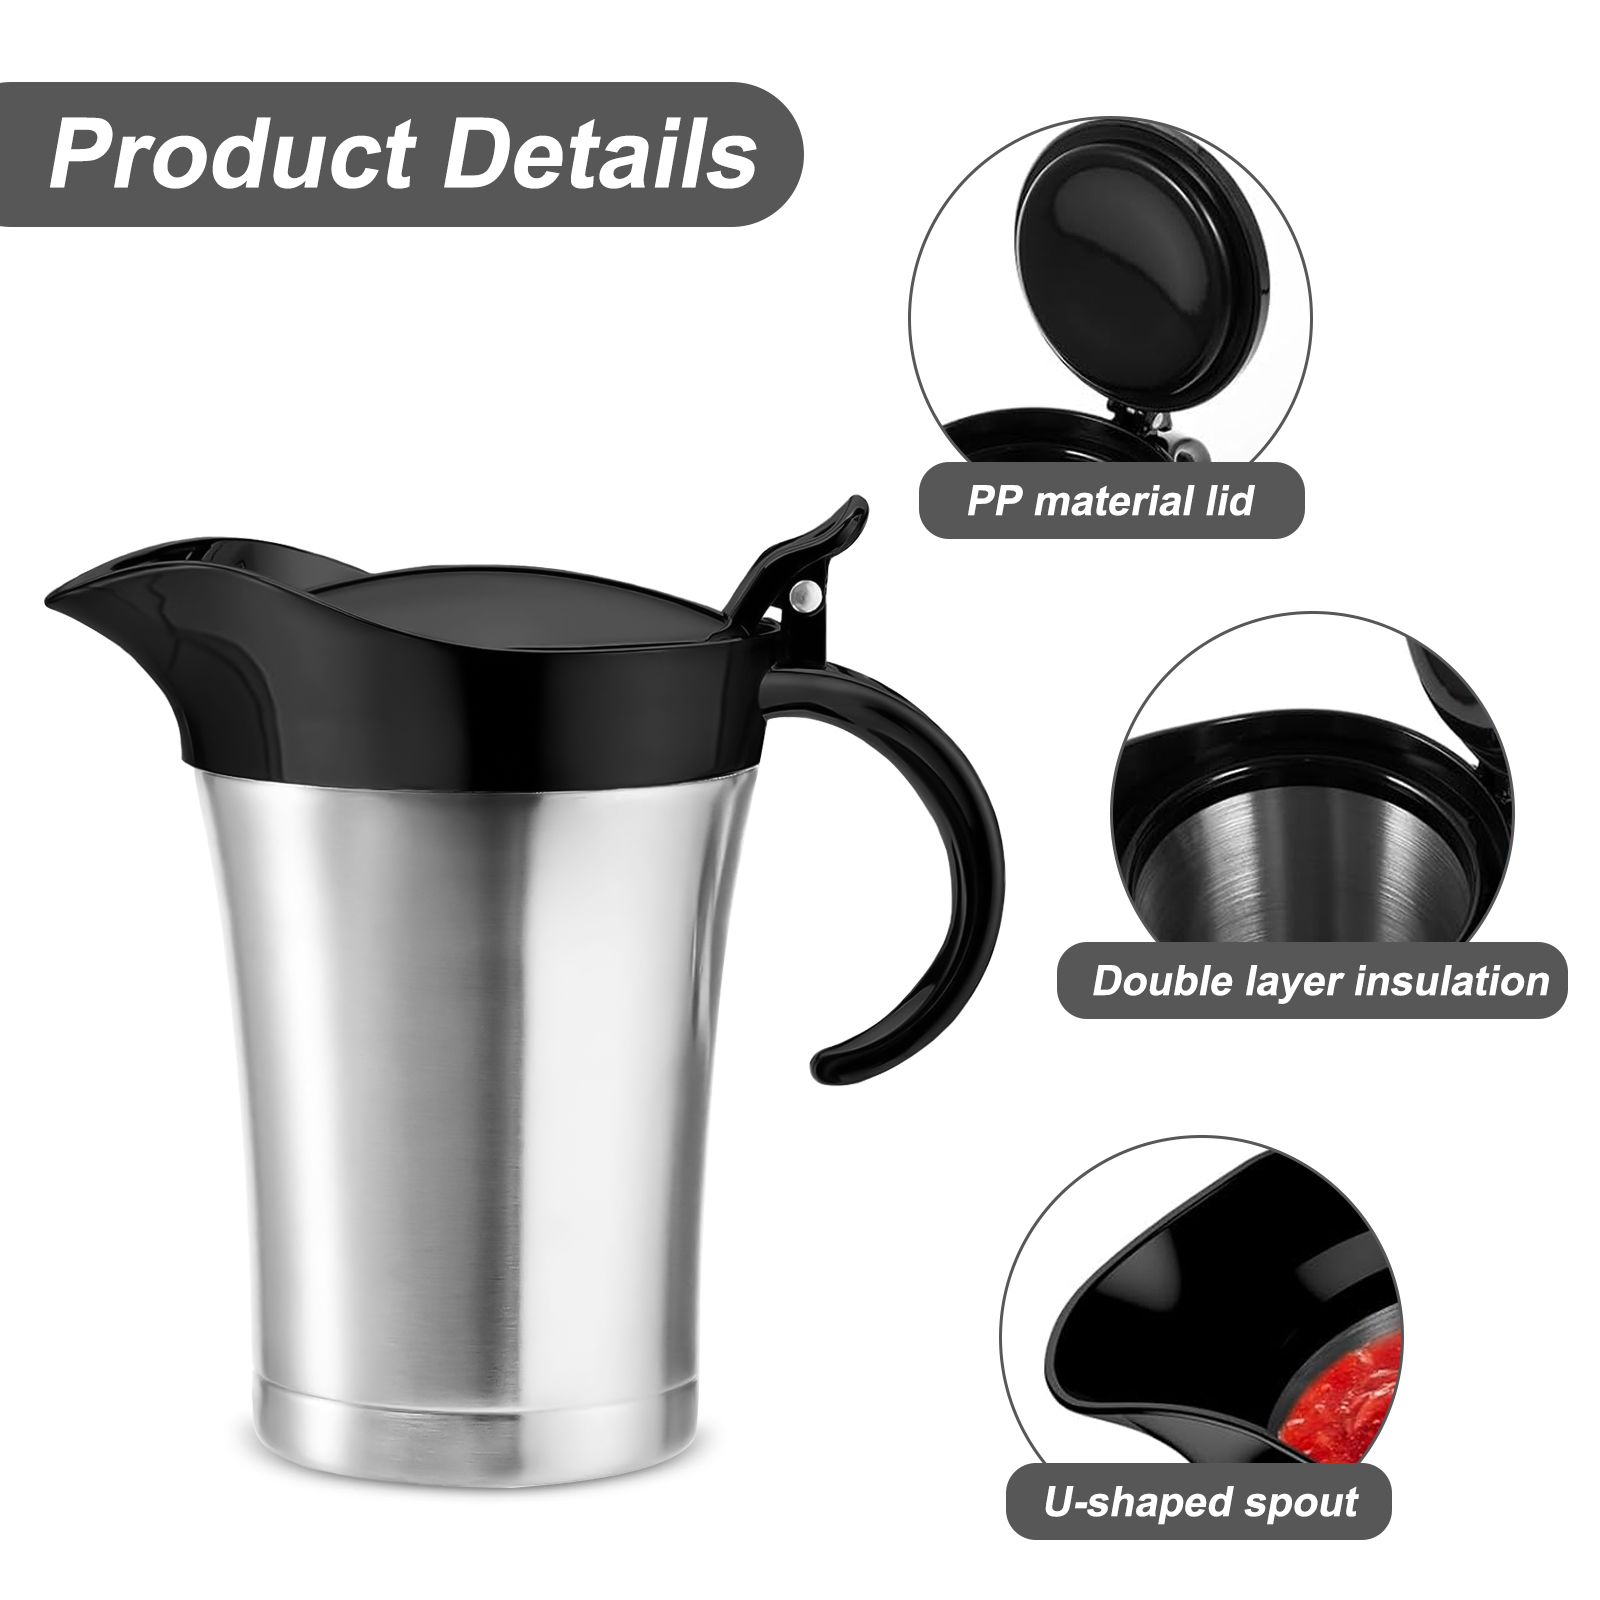 Product Details
PP material lid
Double layer insulation
U-shaped spout